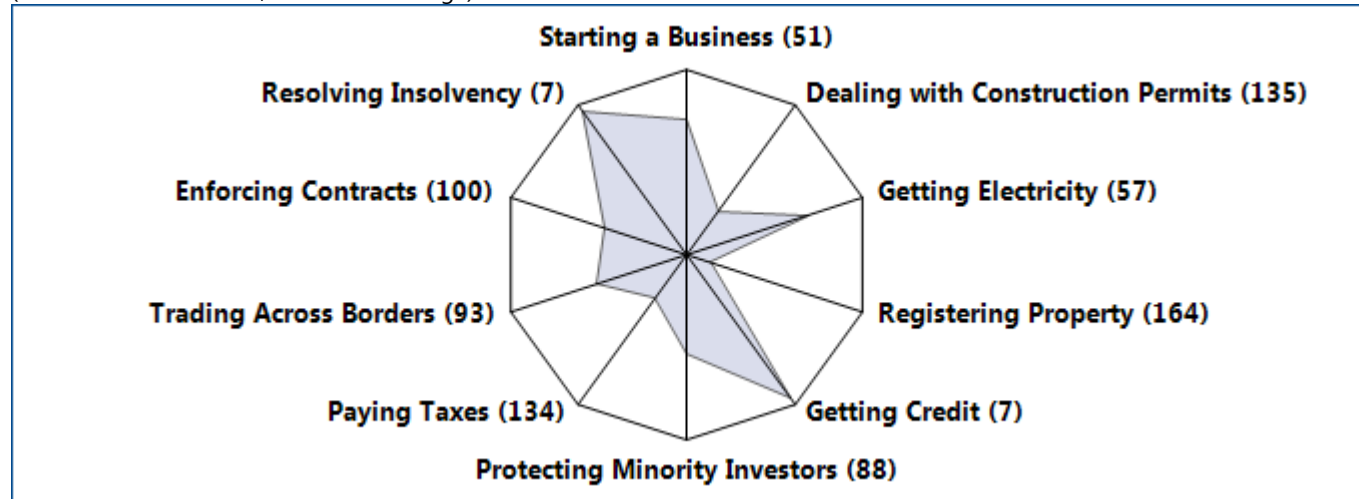 Starting a Business (51)
Resolving Insolvency (7)
Dealing with Construction Permits (135)
Enforcing Contracts (100)
Getting Electricity (57)
Trading Across Borders (93)
Registering Property (164)
Paying Taxes (134)
Getting Credit (7)
Protecting Minority Investors (88)